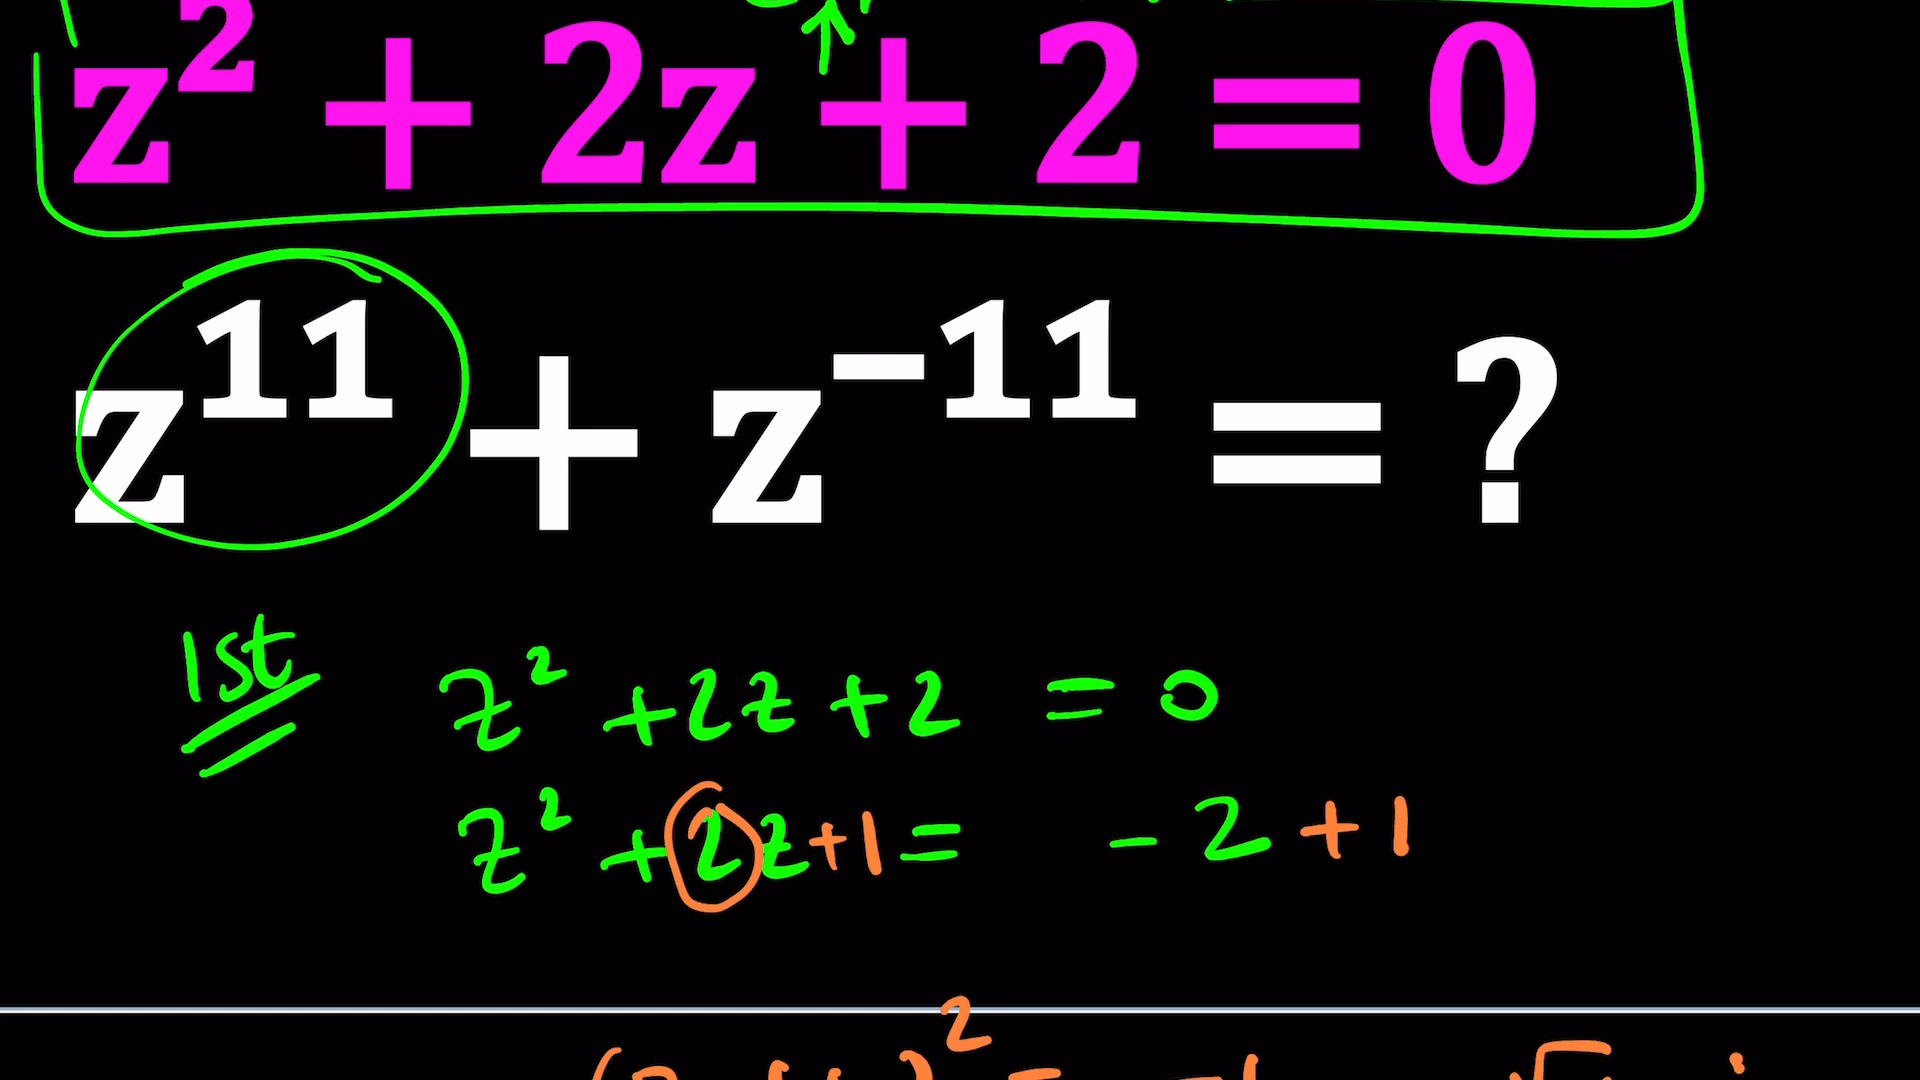 z² + 2z + 2 = 0
z¹¹ + z⁻¹¹ = ?
1st
z² + 2z + 2 = 0
z² + 2z + 1 = - 2 + 1